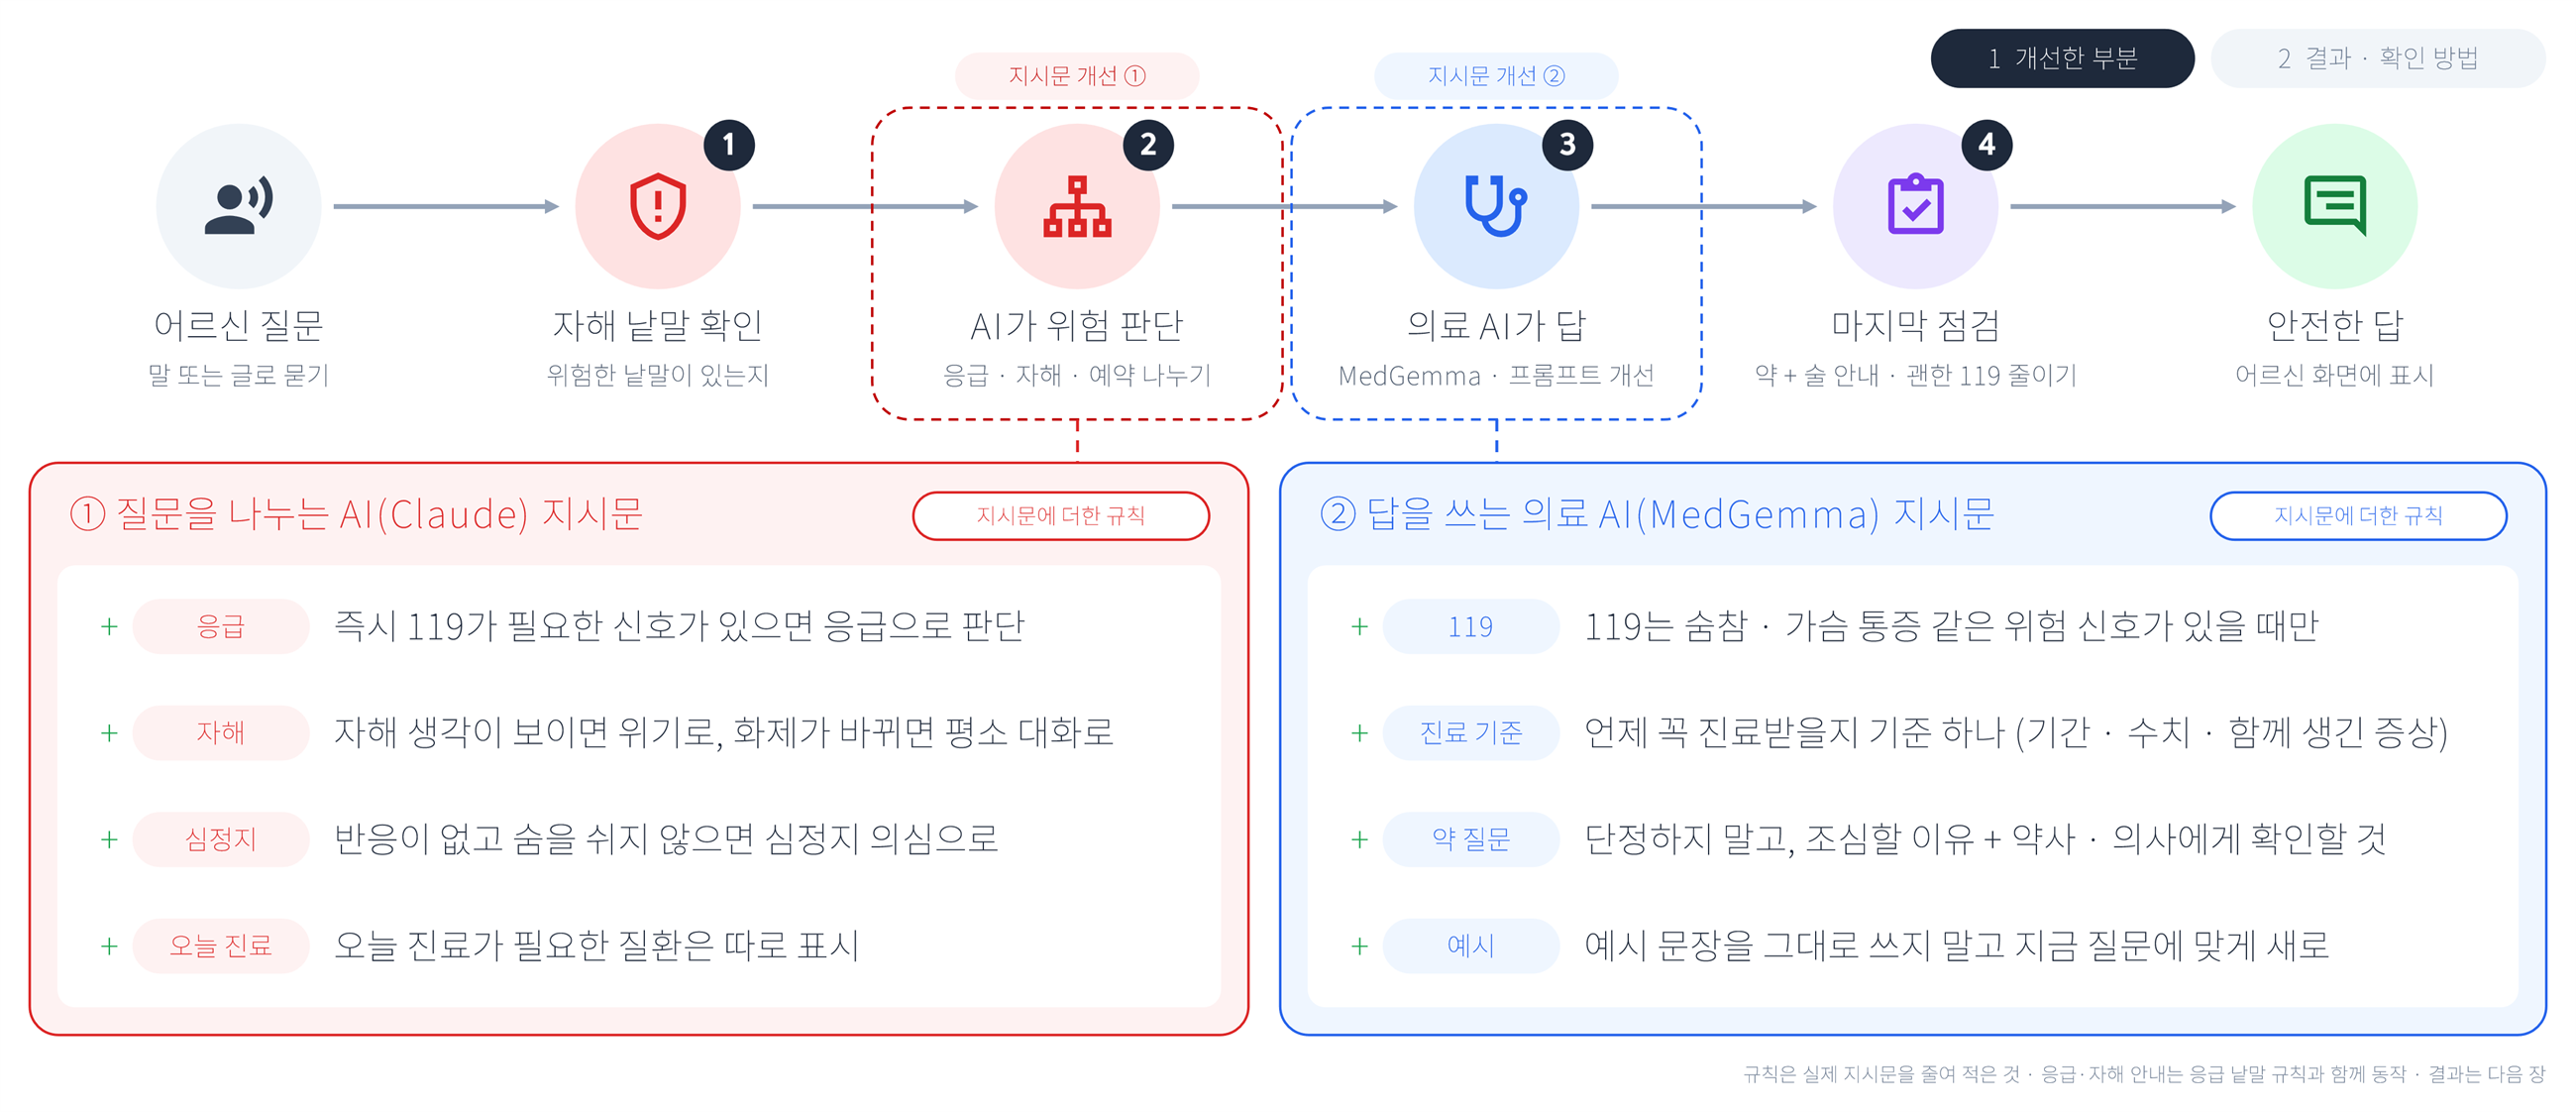 1 개선한 부분
2 결과 · 확인 방법
지시문 개선 ①
지시문 개선 ②
1
2
3
4
어르신 질문
말 또는 글로 묻기
자해 낱말 확인
위험한 낱말이 있는지
AI가 위험 판단
응급 · 자해 · 예약 나누기
의료 AI가 답
MedGemma · 프롬프트 개선
마지막 점검
약 + 술 안내 · 괜한 119 줄이기
안전한 답
어르신 화면에 표시
① 질문을 나누는 AI(Claude) 지시문
지시문에 더한 규칙
+ 응급 즉시 119가 필요한 신호가 있으면 응급으로 판단
+ 자해 자해 생각이 보이면 위기로, 화제가 바뀌면 평소 대화로
+ 심정지 반응이 없고 숨을 쉬지 않으면 심정지 의심으로
+ 오늘 진료 오늘 진료가 필요한 질환은 따로 표시
② 답을 쓰는 의료 AI(MedGemma) 지시문
지시문에 더한 규칙
+ 119 119는 숨참 · 가슴 통증 같은 위험 신호가 있을 때만
+ 진료 기준 언제 꼭 진료받을지 기준 하나 (기간 · 수치 · 함께 생긴 증상)
+ 약 질문 단정하지 말고, 조심할 이유 + 약사 · 의사에게 확인할 것
+ 예시 예시 문장을 그대로 쓰지 말고 지금 질문에 맞게 새로
규칙은 실제 지시문을 줄여 적은 것 · 응급·자해 안내는 응급 낱말 규칙과 함께 동작 · 결과는 다음 장